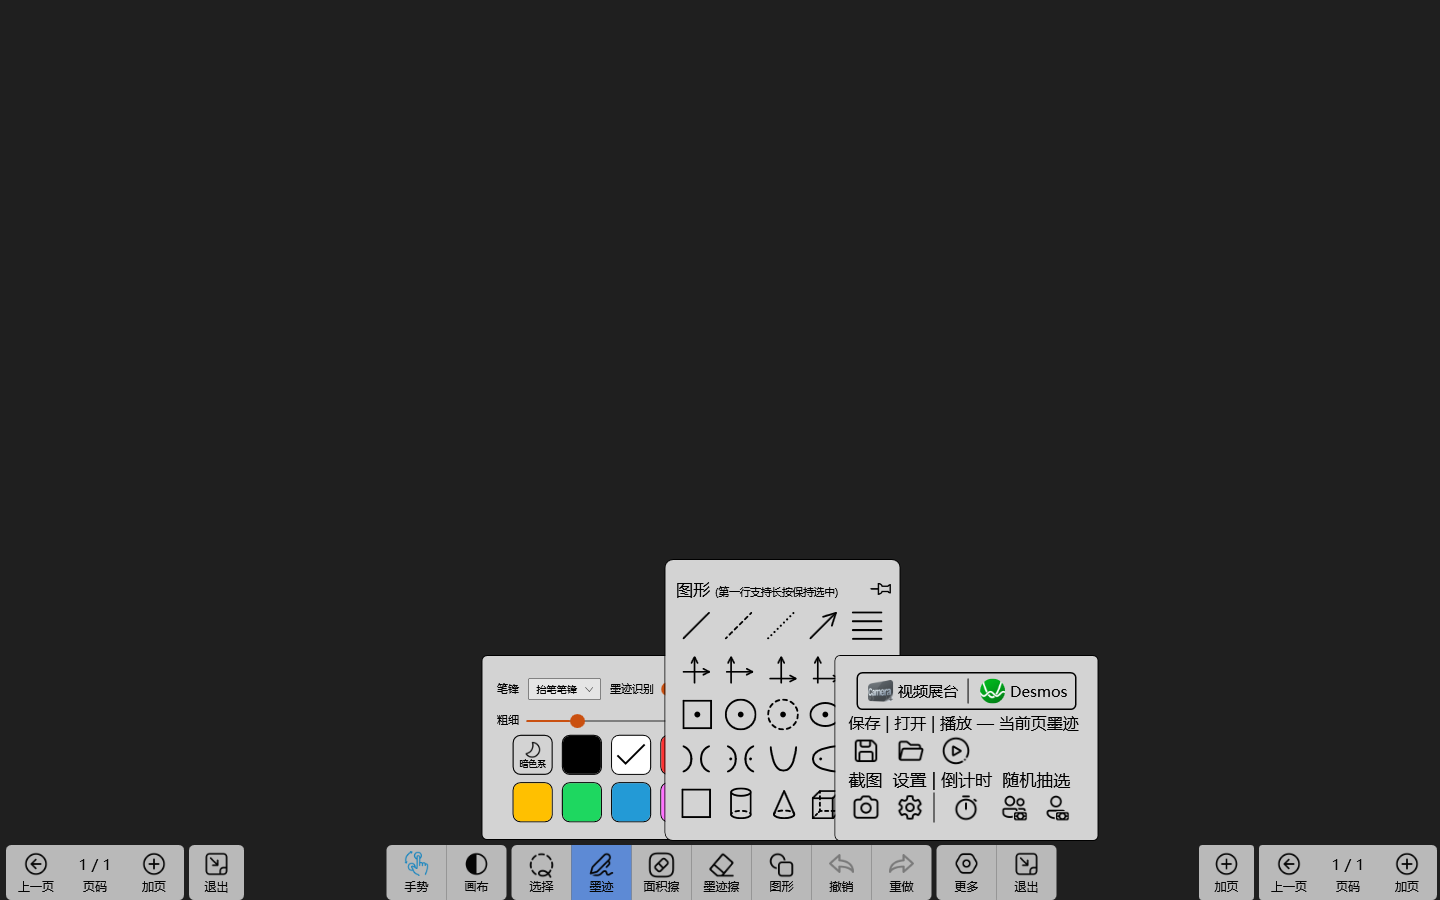 图形 (第一行支持长按保持选中)
笔锋 抬笔笔锋 墨迹识别
粗细
暗色系
Camera 视频展台 | Desmos
保存 | 打开 | 播放 — 当前页墨迹
截图 设置 | 倒计时 随机抽选
上一页 1 / 1 页码 加页 退出
手势 画布 选择 墨迹 面积擦 墨迹擦 图形 撤销 重做 更多 退出
加页 上一页 1 / 1 页码 加页